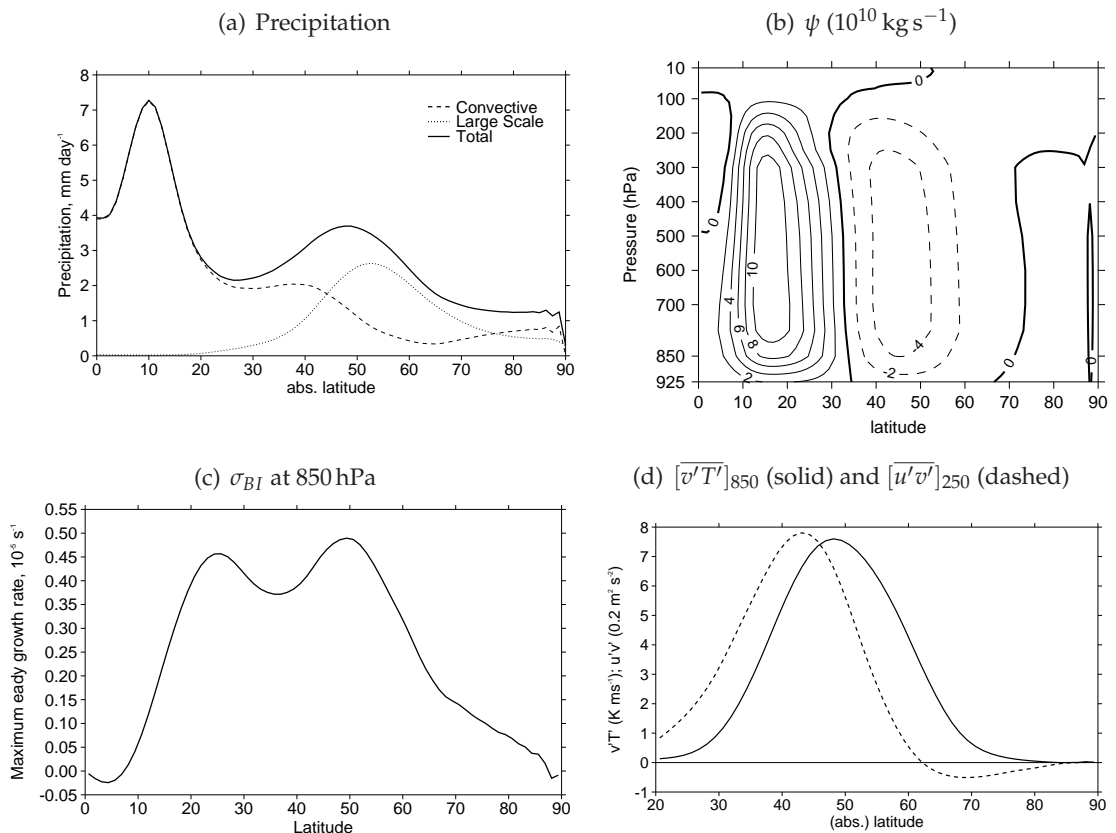 (a) Precipitation
Precipitation, mm day⁻¹
8
7
6
5
4
3
2
1
0
Convective
Large Scale
Total
0 10 20 30 40 50 60 70 80 90
abs. latitude
(b) ψ (10¹⁰ kg s⁻¹)
Pressure (hPa)
10
100
200
300
400
500
600
700
850
925
0
0
0
0
10
4
6
8
2
-4
-2
0 10 20 30 40 50 60 70 80 90
latitude
(c) σ_BI at 850 hPa
Maximum eady growth rate, 10⁻⁵ s⁻¹
0.55
0.50
0.45
0.40
0.35
0.30
0.25
0.20
0.15
0.10
0.05
0.00
-0.05
0 10 20 30 40 50 60 70 80 90
Latitude
(d) [v′T′]₈₅₀ (solid) and [u′v′]₂₅₀ (dashed)
v'T' (K ms⁻¹); u'v' (0.2 m² s⁻²)
8
7
6
5
4
3
2
1
0
-1
20 30 40 50 60 70 80 90
(abs.) latitude